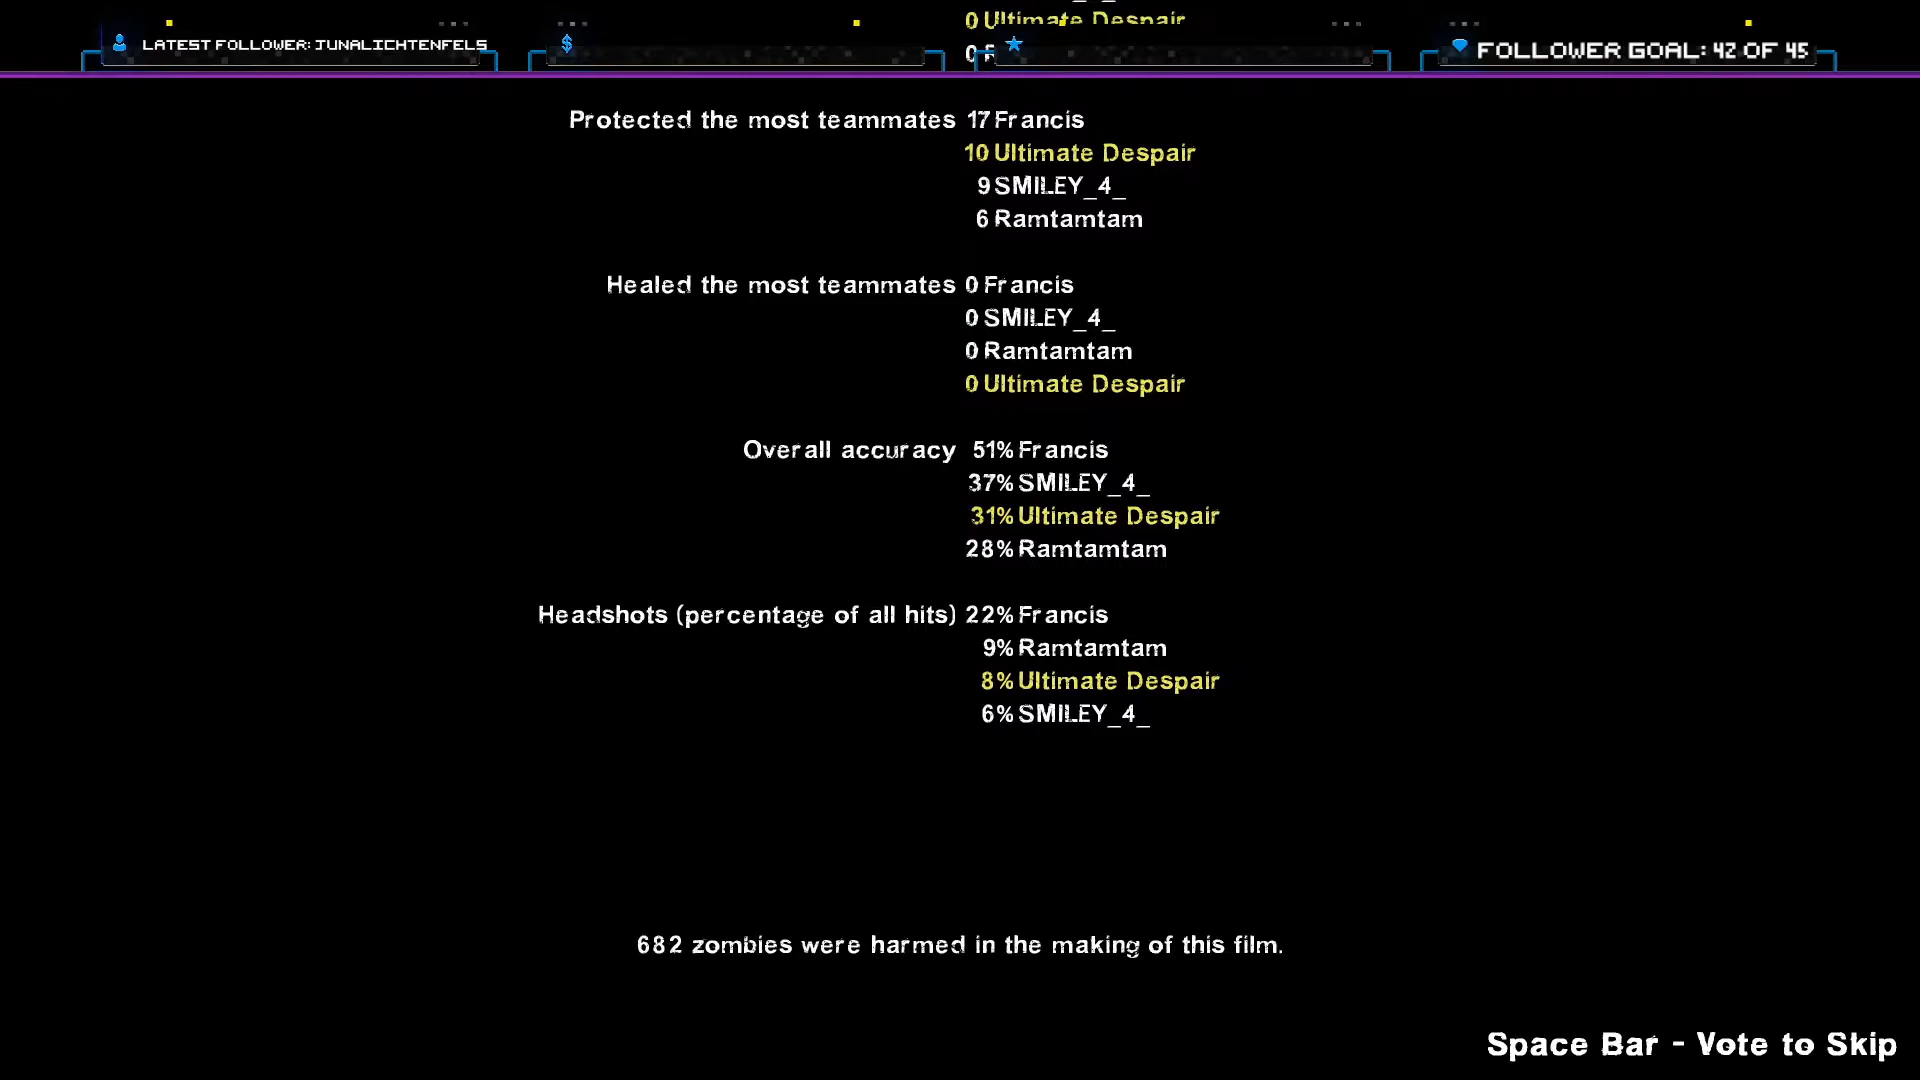 0 Ultimate Despair
LATEST FOLLOWER: JUNALICHTENFELS
FOLLOWER GOAL: 42 OF 45
Protected the most teammates 17 Francis
10 Ultimate Despair
9 SMILEY_4_
6 Ramtamtam
Healed the most teammates 0 Francis
0 SMILEY_4_
0 Ramtamtam
0 Ultimate Despair
Overall accuracy 51% Francis
37% SMILEY_4_
31% Ultimate Despair
28% Ramtamtam
Headshots (percentage of all hits) 22% Francis
9% Ramtamtam
8% Ultimate Despair
6% SMILEY_4_
682 zombies were harmed in the making of this film.
Space Bar - Vote to Skip